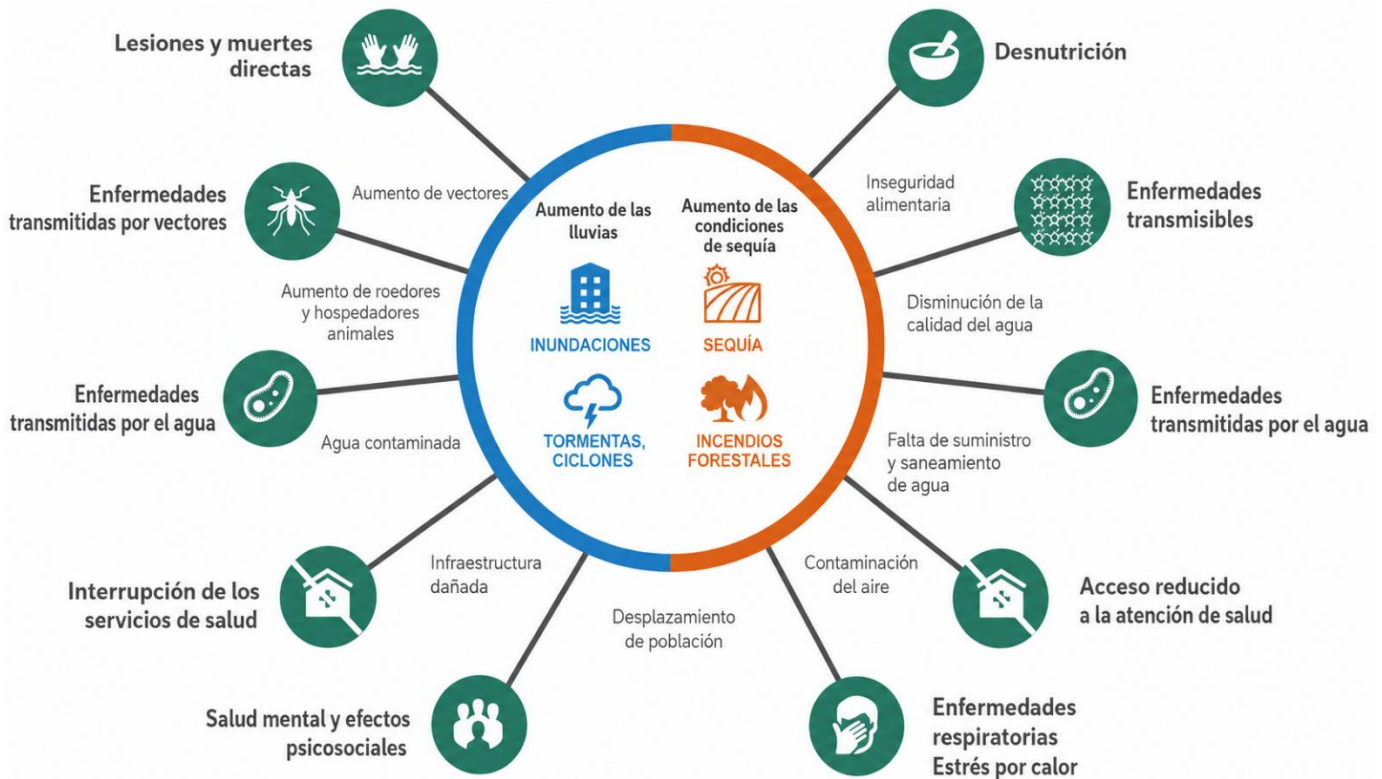 Lesiones y muertes
directas
Desnutrición
Enfermedades
transmitidas por vectores
Aumento de vectores
Aumento de las
lluvias
Aumento de las
condiciones
de sequía
Inseguridad
alimentaria
Enfermedades
transmisibles
Aumento de roedores
y hospedadores
animales
INUNDACIONES
SEQUÍA
Disminución de la
calidad del agua
Enfermedades
transmitidas por el agua
Agua contaminada
TORMENTAS,
CICLONES
INCENDIOS
FORESTALES
Falta de suministro
y saneamiento
de agua
Enfermedades
transmitidas por el agua
Interrupción de los
servicios de salud
Infraestructura
dañada
Desplazamiento
de población
Contaminación
del aire
Acceso reducido
a la atención de salud
Salud mental y efectos
psicosociales
Enfermedades
respiratorias
Estrés por calor